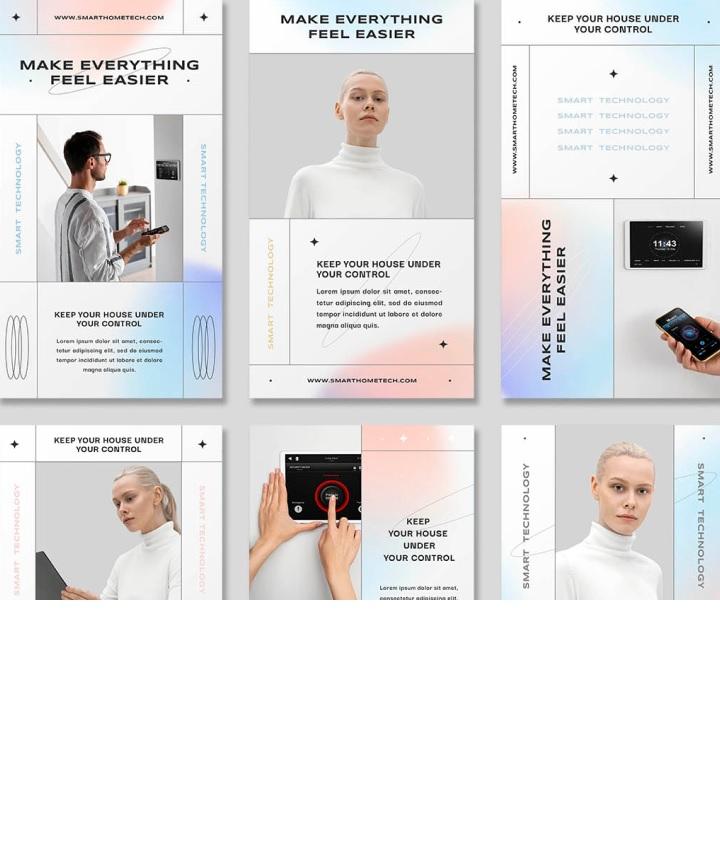 WWW.SMARTHOMETECH.COM
MAKE EVERYTHING
FEEL EASIER
SMART TECHNOLOGY
SMART TECHNOLOGY
KEEP YOUR HOUSE UNDER
YOUR CONTROL
Lorem ipsum dolor sit amet, consec-
tetur adipiscing elit, sed do eiusmod
tempor incididunt ut labore et dolore
magna aliqua quis.
MAKE EVERYTHING
FEEL EASIER
SMART TECHNOLOGY
KEEP YOUR HOUSE UNDER
YOUR CONTROL
Lorem ipsum dolor sit amet, consec-
tetur adipiscing elit, sed do eiusmod
tempor incididunt ut labore et dolore
magna aliqua quis.
WWW.SMARTHOMETECH.COM
KEEP YOUR HOUSE UNDER
YOUR CONTROL
WWW.SMARTHOMETECH.COM
SMART TECHNOLOGY
SMART TECHNOLOGY
SMART TECHNOLOGY
SMART TECHNOLOGY
WWW.SMARTHOMETECH.COM
MAKE EVERYTHING
FEEL EASIER
11:43
KEEP YOUR HOUSE UNDER
YOUR CONTROL
SMART TECHNOLOGY
SMART TECHNOLOGY
KEEP
YOUR HOUSE
UNDER
YOUR CONTROL
Lorem ipsum dolor sit amet,
consectetur adipiscing elit,
SMART TECHNOLOGY
SMART TECHNOLOGY